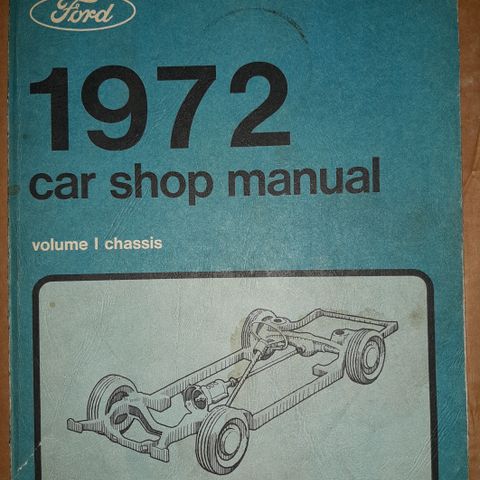 Ford
1972
car shop manual
volume I chassis